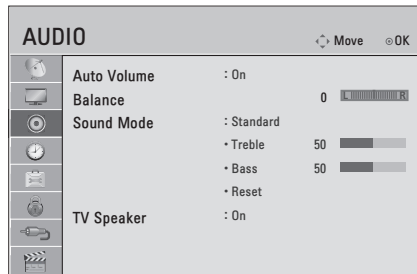 AUDIO Move OK
Auto Volume : On
Balance 0 L R
Sound Mode : Standard
• Treble 50
• Bass 50
• Reset
TV Speaker : On